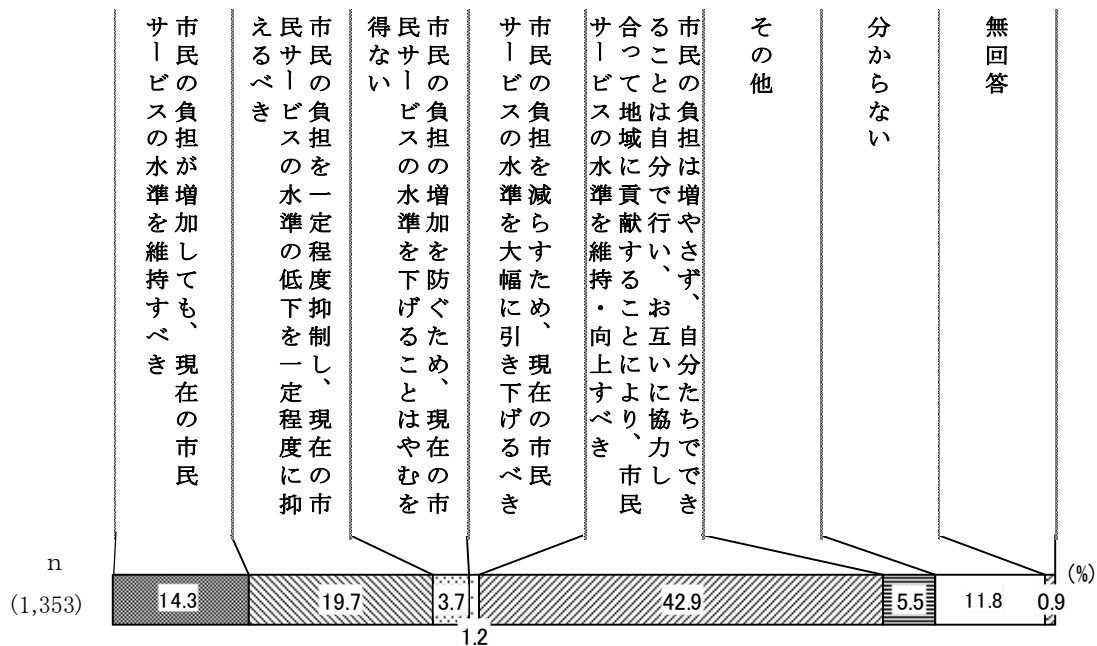 市民の負担が増加しても、現在の市民
サービスの水準を維持すべき
市民の負担を一定程度抑制し、現在の市
民サービスの水準の低下を一定程度に抑
えるべき
市民の負担の増加を防ぐため、現在の市
民サービスの水準を下げることはやむを
得ない
市民の負担を減らすため、現在の市民
サービスの水準を大幅に引き下げるべき
市民の負担は増やさず、自分たちででき
ることは自分で行い、お互いに協力し
合って地域に貢献することにより、市民
サービスの水準を維持・向上すべき
その他
分からない
無回答
n
(1,353)
14.3
19.7
3.7
1.2
42.9
5.5
11.8
0.9
(%)